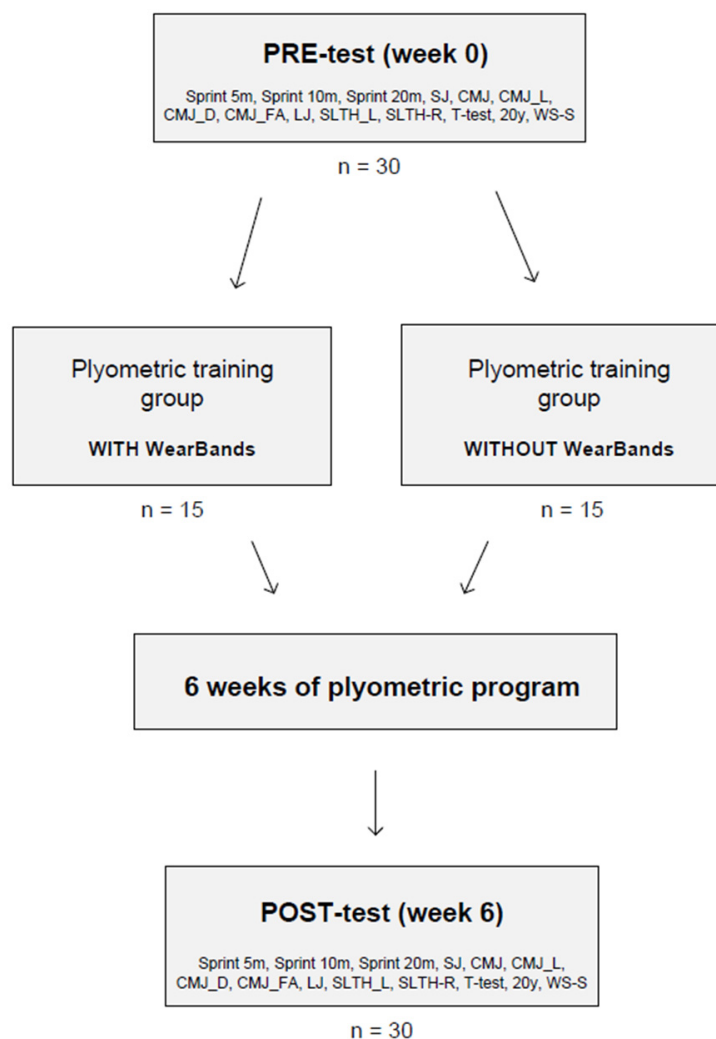 PRE-test (week 0)
Sprint 5m, Sprint 10m, Sprint 20m, SJ, CMJ, CMJ_L,
CMJ_D, CMJ_FA, LJ, SLTH_L, SLTH-R, T-test, 20y, WS-S
n = 30
Plyometric training
group
WITH WearBands
n = 15
Plyometric training
group
WITHOUT WearBands
n = 15
6 weeks of plyometric program
POST-test (week 6)
Sprint 5m, Sprint 10m, Sprint 20m, SJ, CMJ, CMJ_L,
CMJ_D, CMJ_FA, LJ, SLTH_L, SLTH-R, T-test, 20y, WS-S
n = 30